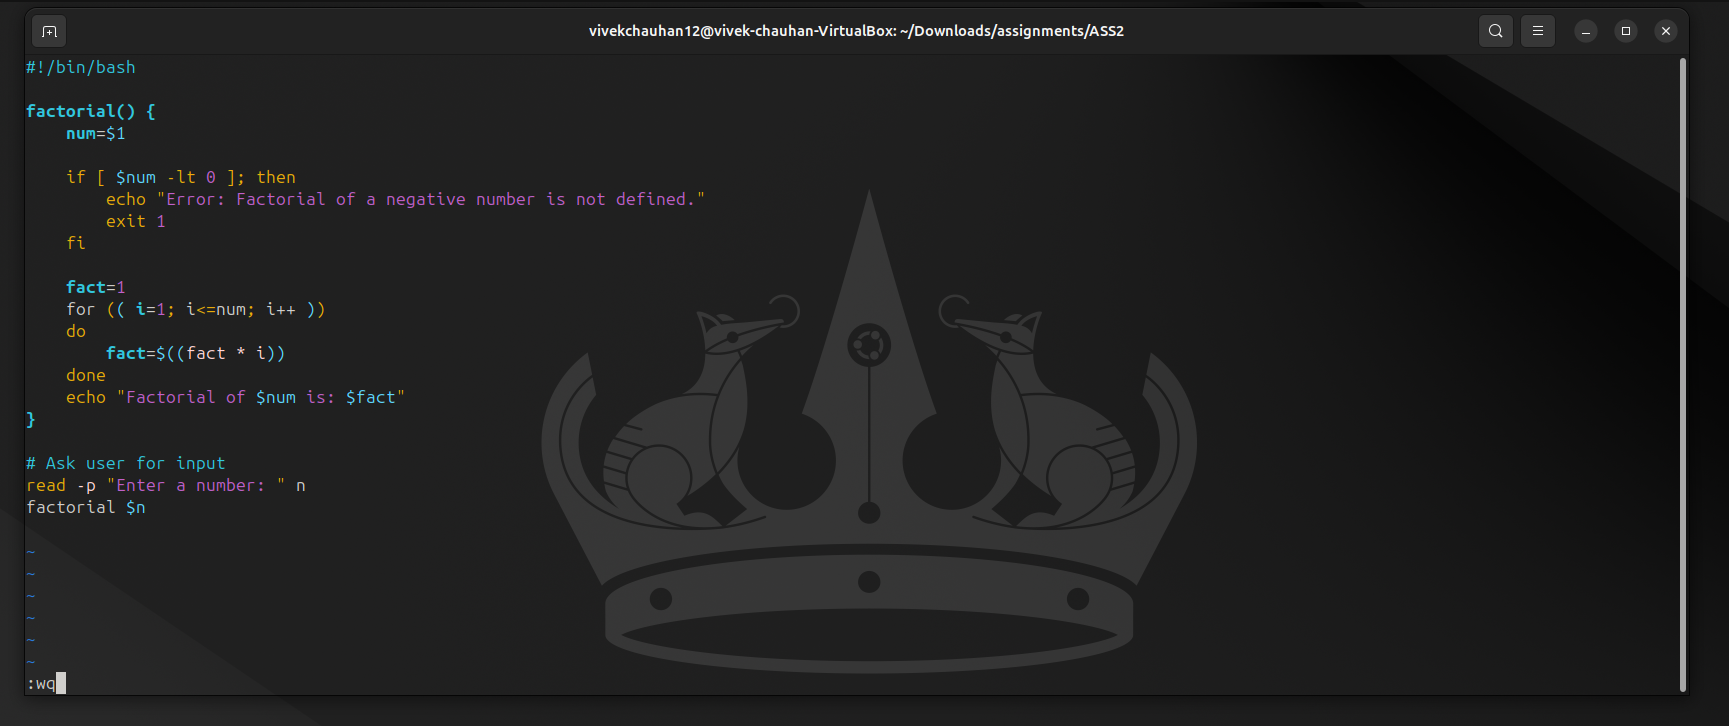 vivekchauhan12@vivek-chauhan-VirtualBox: ~/Downloads/assignments/ASS2
#!/bin/bash

factorial() {
    num=$1

    if [ $num -lt 0 ]; then
        echo "Error: Factorial of a negative number is not defined."
        exit 1
    fi

    fact=1
    for (( i=1; i<=num; i++ ))
    do
        fact=$((fact * i))
    done
    echo "Factorial of $num is: $fact"
}

# Ask user for input
read -p "Enter a number: " n
factorial $n

~
~
~
~
~
~
:wq